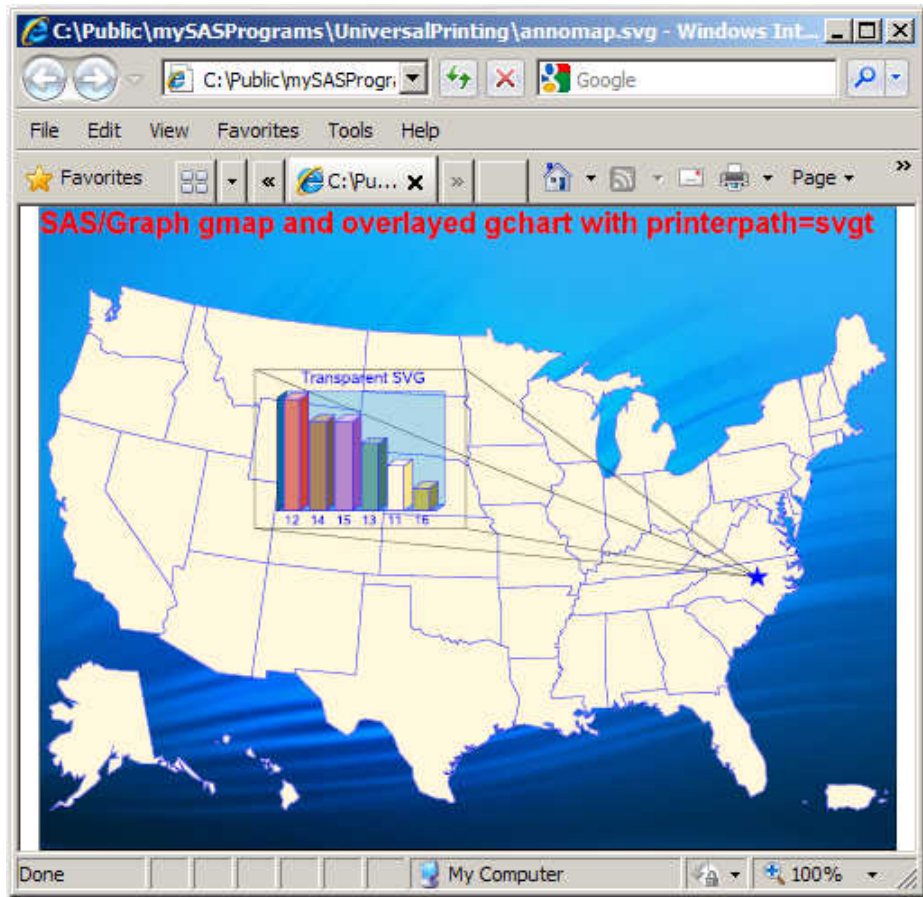 C:\Public\mySASPrograms\UniversalPrinting\annomap.svg - Windows Int...
C:\Public\mySASProgr
Google
File Edit View Favorites Tools Help
Favorites « C:\Pu... x » Page »
SAS/Graph gmap and overlayed gchart with printerpath=svgt
Transparent SVG
12 14 15 13 11 16
Done My Computer 100%